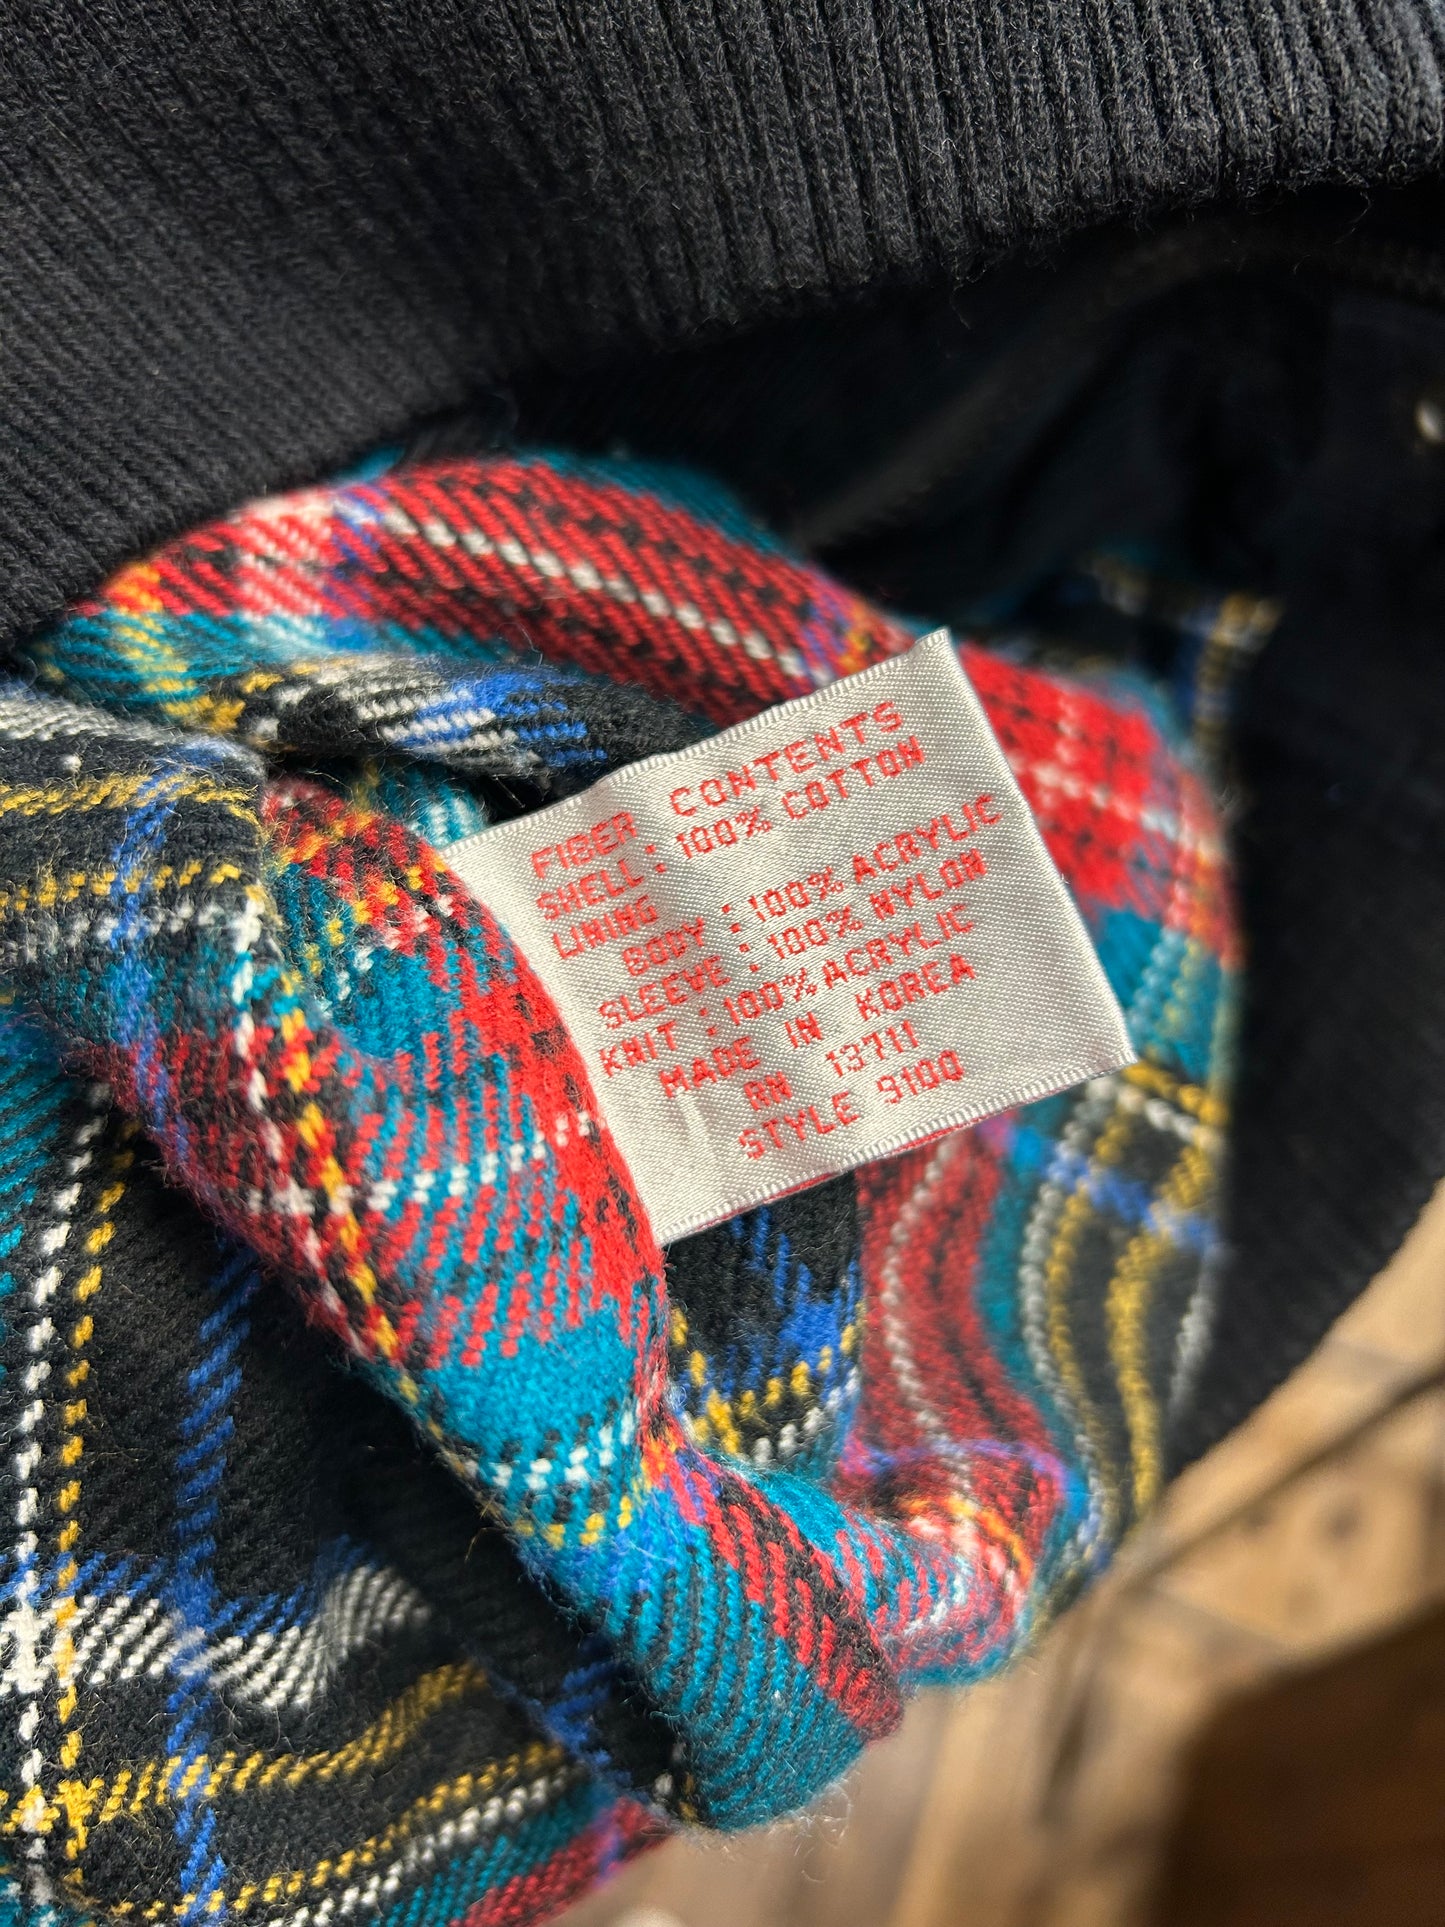 FIBER CONTENTS
SHELL : 100% COTTON
LINING
BODY : 100% ACRYLIC
SLEEVE : 100% NYLON
KNIT : 100% ACRYLIC
MADE IN KOREA
RN 13711
STYLE 9100